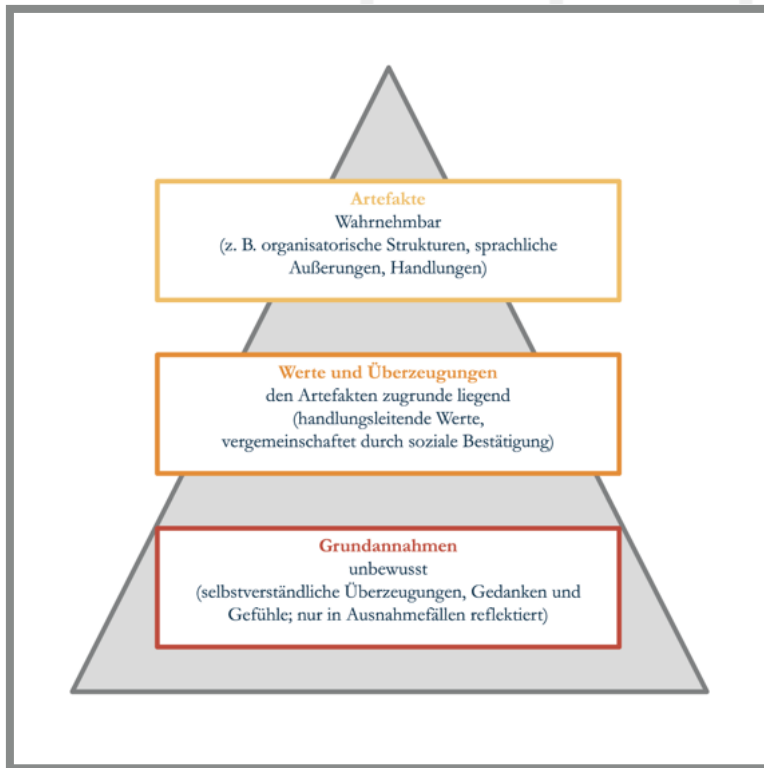 Artefakte
Wahrnehmbar
(z. B. organisatorische Strukturen, sprachliche
Außerungen, Handlungen)
Werte und Überzeugungen
den Artefakten zugrunde liegend
(handlungsleitende Werte,
vergemeinschaftet durch soziale Bestätigung)
Grundannahmen
unbewusst
(selbstverständliche Überzeugungen, Gedanken und
Gefühle; nur in Ausnahmefällen reflektiert)